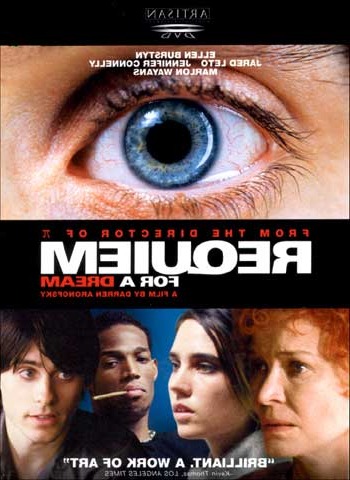 ARTISAN
DVD
ELLEN BURSTYN
JARED LETO JENNIFER CONNELLY
MARLON WAYANS
FROM THE DIRECTOR OF π
REQUIEM
FOR A DREAM
A FILM BY DARREN ARONOFSKY
"BRILLIANT. A WORK OF ART"
Kevin Thomas, LOS ANGELES TIMES